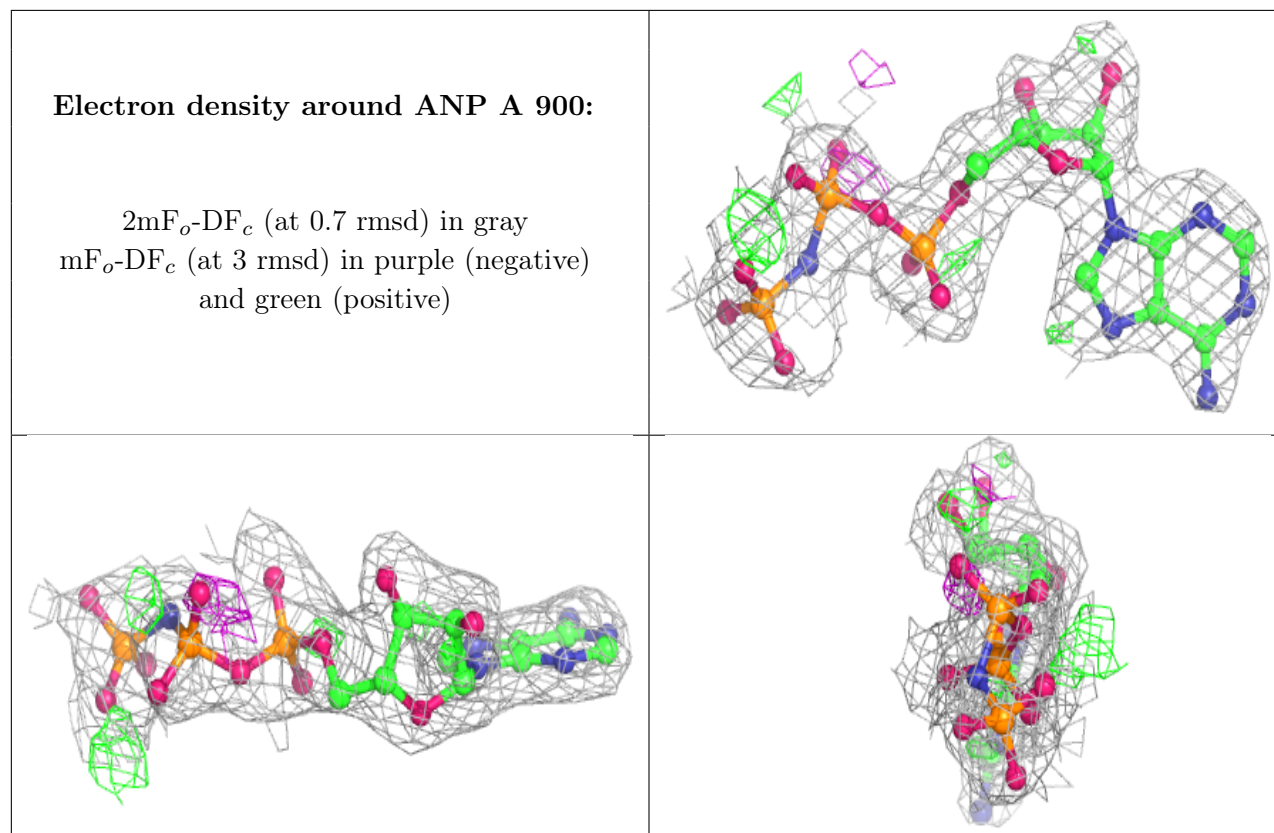 Electron density around ANP A 900:
2mFo-DFc (at 0.7 rmsd) in gray
mFo-DFc (at 3 rmsd) in purple (negative)
and green (positive)